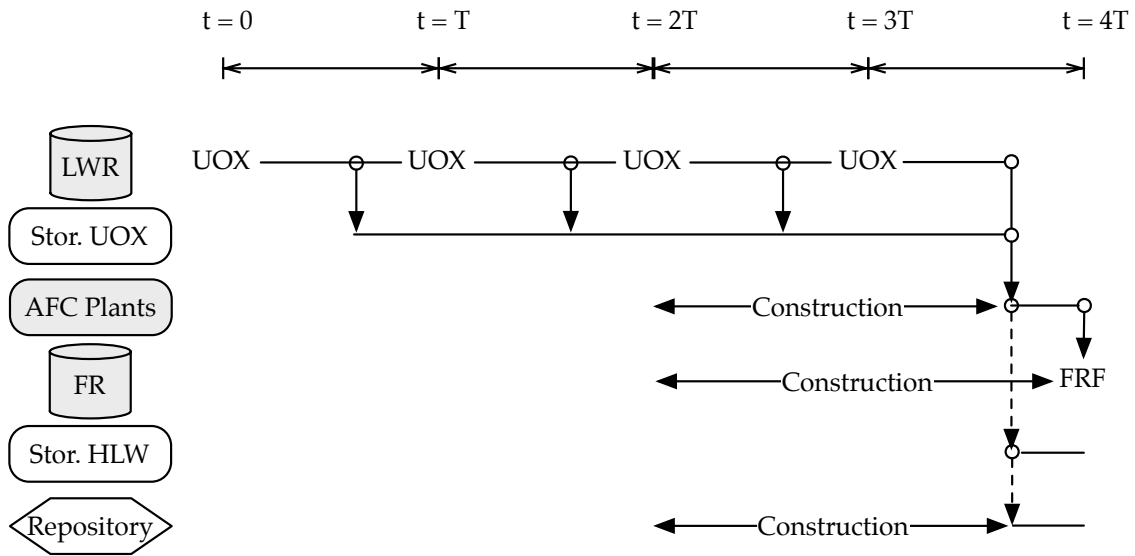 t = 0 t = T t = 2T t = 3T t = 4T
LWR UOX UOX UOX UOX
Stor. UOX
AFC Plants Construction
FR Construction FRF
Stor. HLW
Repository Construction